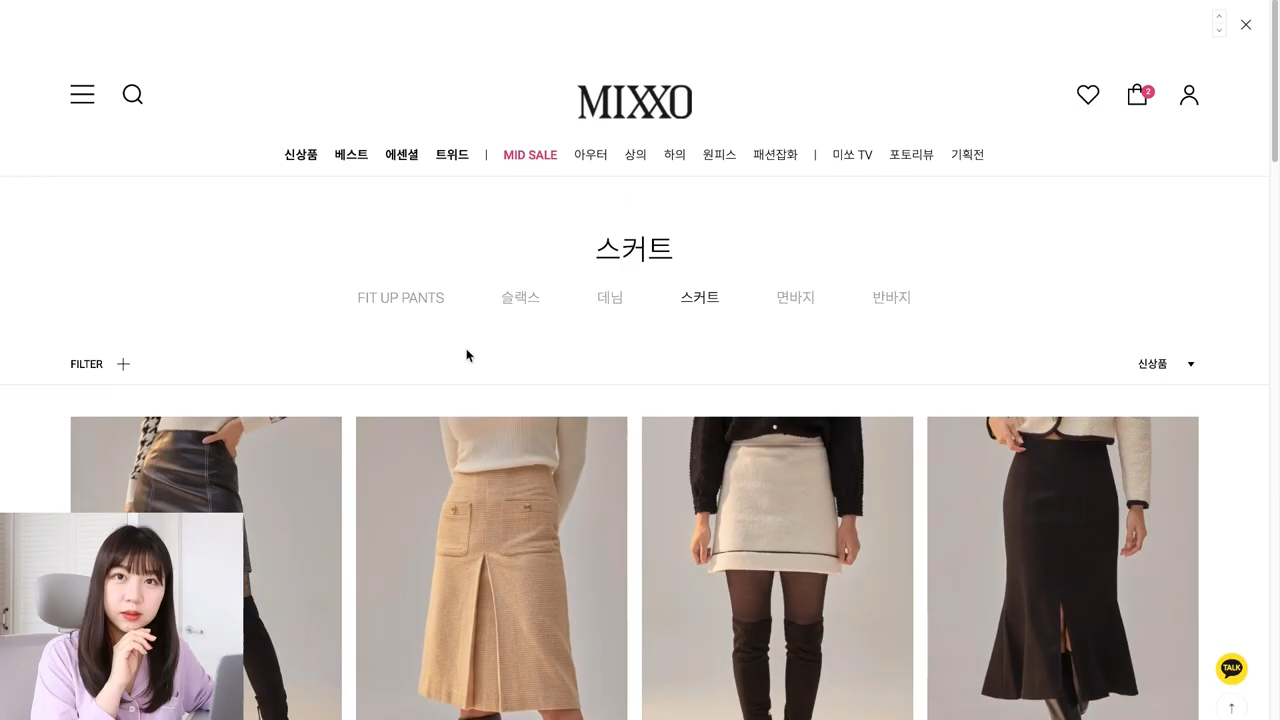 MIXXO
2
신상품 베스트 에센셜 트위드 | MID SALE 아우터 상의 하의 원피스 패션잡화 | 미쏘 TV 포토리뷰 기획전
스커트
FIT UP PANTS 슬랙스 데님 스커트 면바지 반바지
FILTER 신상품
TALK